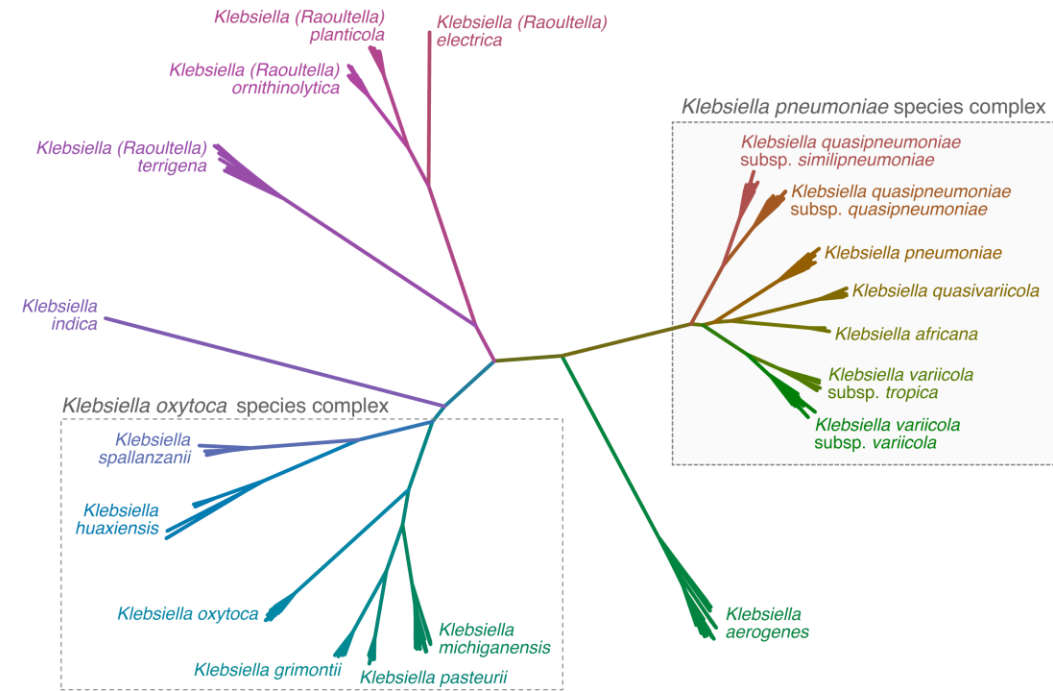 Klebsiella (Raoultella)
planticola
Klebsiella (Raoultella)
electrica
Klebsiella (Raoultella)
ornithinolytica
Klebsiella (Raoultella)
terrigena
Klebsiella
indica
Klebsiella pneumoniae species complex
Klebsiella quasipneumoniae
subsp. similipneumoniae
Klebsiella quasipneumoniae
subsp. quasipneumoniae
Klebsiella pneumoniae
Klebsiella quasivariicola
Klebsiella africana
Klebsiella variicola
subsp. tropica
Klebsiella variicola
subsp. variicola
Klebsiella oxytoca species complex
Klebsiella
spallanzanii
Klebsiella
huaxiensis
Klebsiella oxytoca
Klebsiella grimontii
Klebsiella pasteurii
Klebsiella
michiganensis
Klebsiella
aerogenes